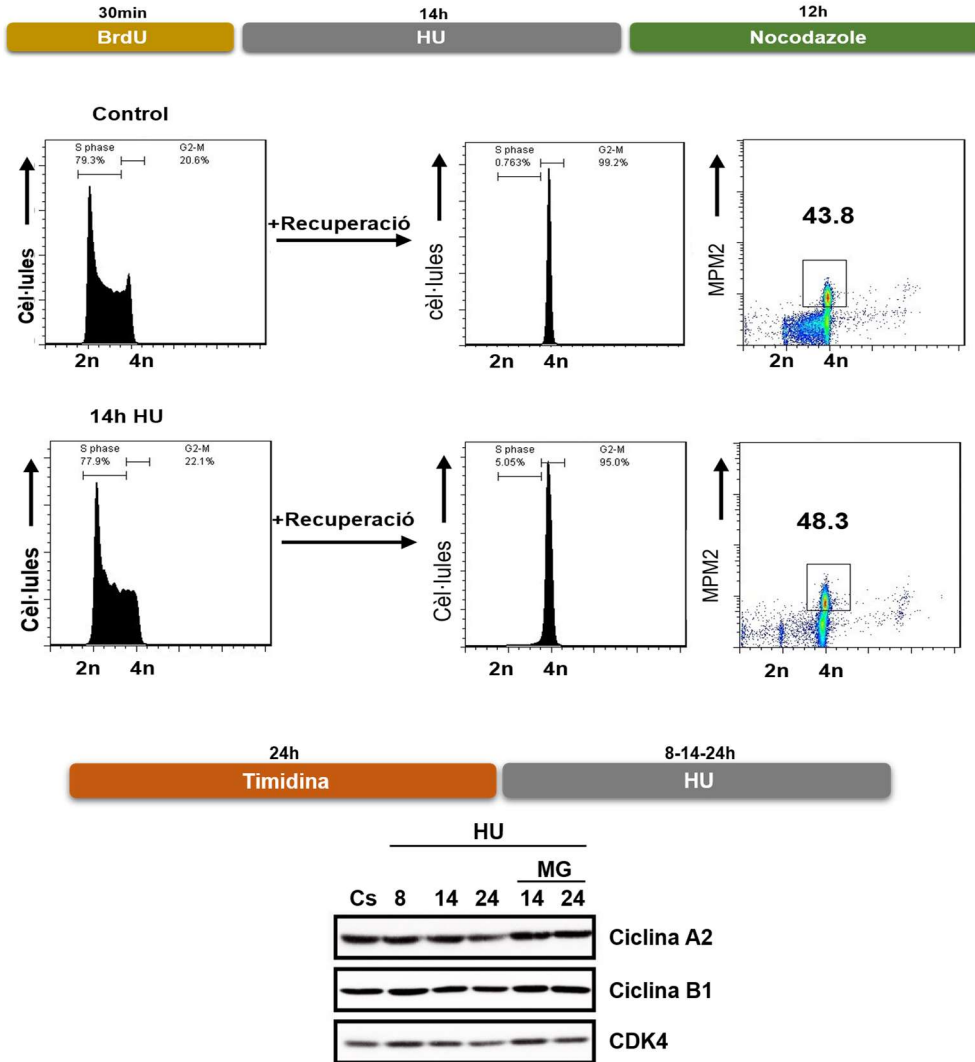 30min 14h 12h
BrdU HU Nocodazole
Control
S phase G2-M
79.3% 20.6%
S phase G2-M
0.763% 99.2%
+Recuperació
43.8
Cèl·lules
cèl·lules
MPM2
2n 4n
2n 4n
2n 4n
14h HU
S phase G2-M
77.9% 22.1%
S phase G2-M
5.05% 95.0%
+Recuperació
48.3
Cèl·lules
Cèl·lules
MPM2
2n 4n
2n 4n
2n 4n
24h 8-14-24h
Timidina HU
HU
MG
Cs 8 14 24 14 24
Ciclina A2
Ciclina B1
CDK4